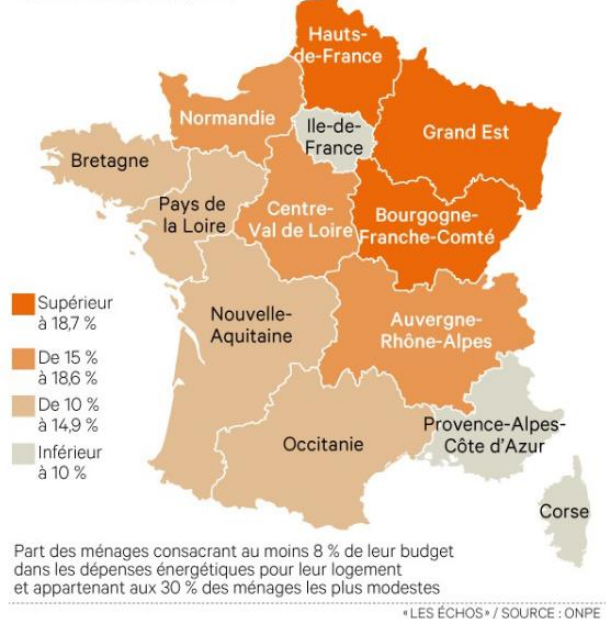 Hauts-
de-France
Normandie
Ile-de-
France
Grand Est
Bretagne
Pays de
la Loire
Centre-
Val de Loire
Bourgogne-
Franche-Comté
Supérieur
à 18,7 %
De 15 %
à 18,6 %
De 10 %
à 14,9 %
Inférieur
à 10 %
Nouvelle-
Aquitaine
Auvergne-
Rhône-Alpes
Occitanie
Provence-Alpes-
Côte d'Azur
Corse
Part des ménages consacrant au moins 8 % de leur budget
dans les dépenses énergétiques pour leur logement
et appartenant aux 30 % des ménages les plus modestes
«LES ÉCHOS» / SOURCE : ONPE